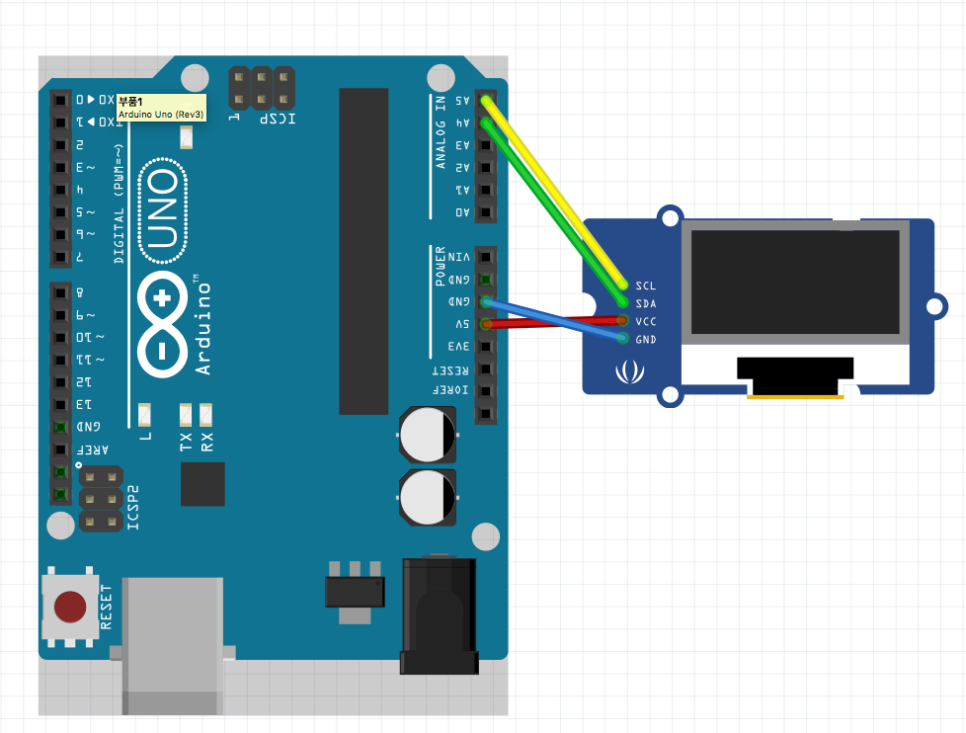 부품1
Arduino Uno (Rev3)
0 ◄ RX0
1 ► TX0
2
3 ~
4
5 ~
6 ~
7
8
9 ~
10 ~
11 ~
12
13
GND
AREF
DIGITAL (PWM=~)
UNO
Arduino™
1
ICSP
ANALOG IN
A5
A4
A3
A2
A1
A0
POWER
VIN
GND
GND
5V
3V3
RESET
IOREF
L
TX
RX
ICSP2
RESET
SCL
SDA
VCC
GND